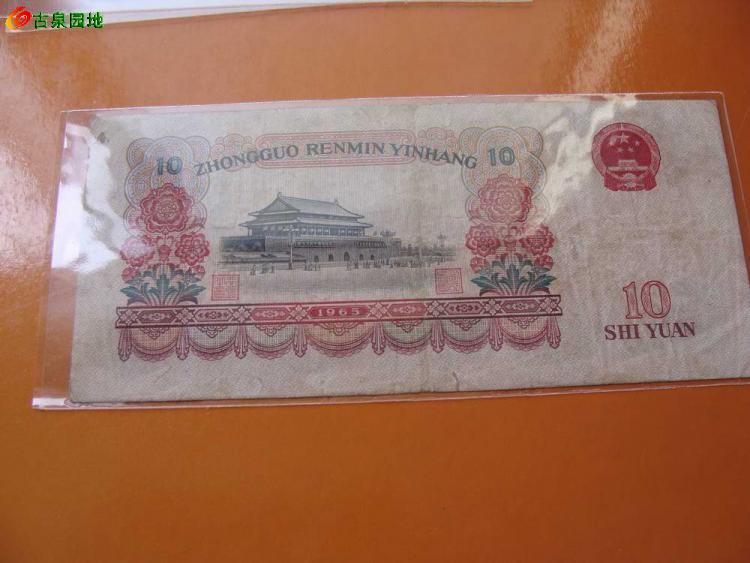 古泉园地
10 ZHONGGUO RENMIN YINHANG 10
1965
10
SHI YUAN